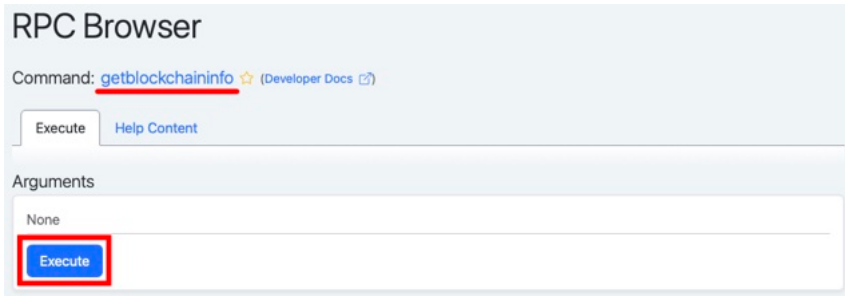 RPC Browser
Command: getblockchaininfo (Developer Docs)
Execute Help Content
Arguments
None
Execute